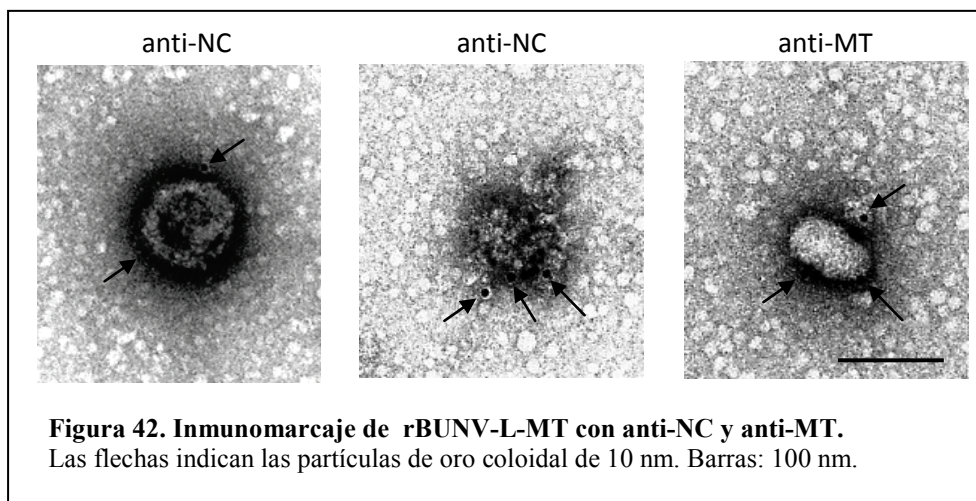 anti-NC
anti-NC
anti-MT
Figura 42. Inmunomarcaje de rBUNV-L-MT con anti-NC y anti-MT.
Las flechas indican las partículas de oro coloidal de 10 nm. Barras: 100 nm.